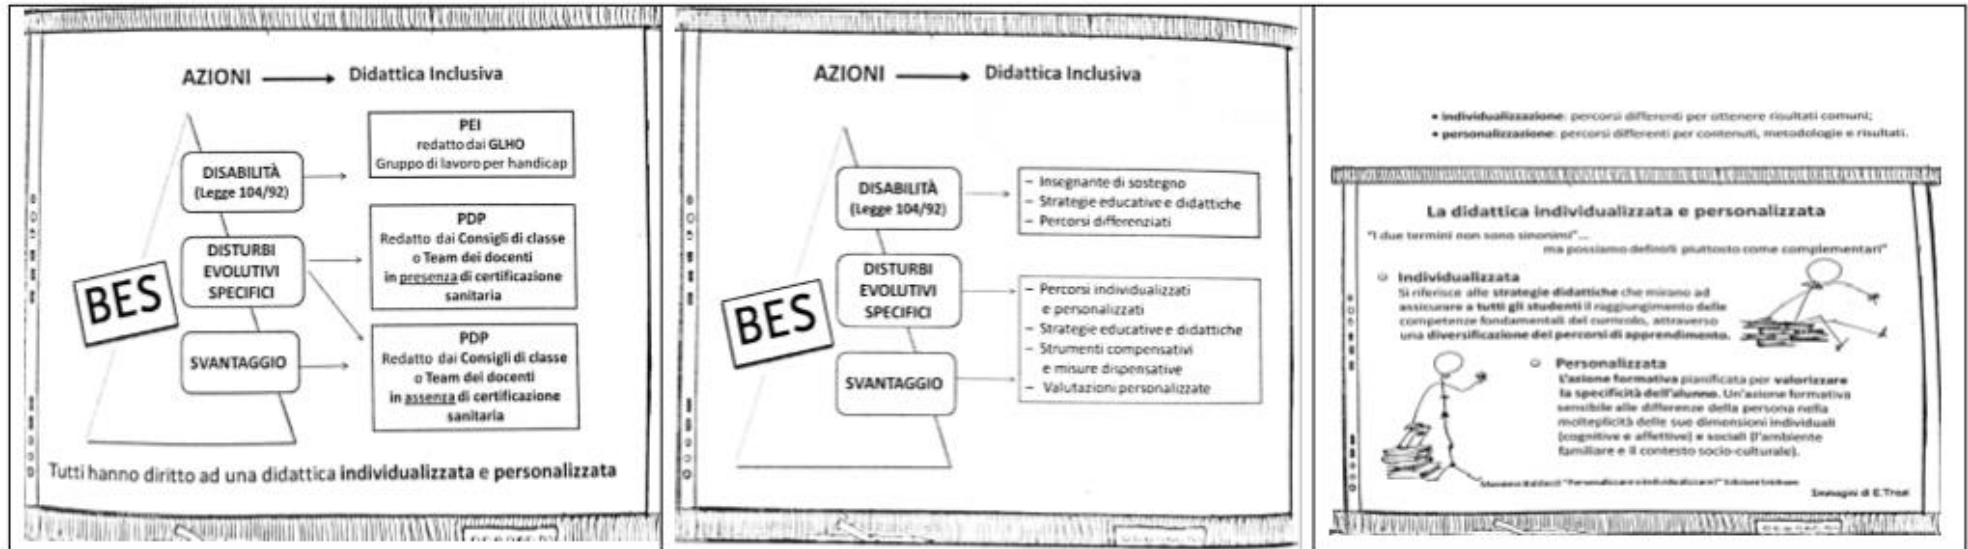 AZIONI Didattica Inclusiva
PEI
redatto dai GLHO
Gruppo di lavoro per handicap
DISABILITÀ
(Legge 104/92)
PDP
Redatto dai Consigli di classe
o Team dei docenti
in presenza di certificazione
sanitaria
DISTURBI
EVOLUTIVI
SPECIFICI
BES
PDP
Redatto dai Consigli di classe
o Team dei docenti
in assenza di certificazione
sanitaria
SVANTAGGIO
Tutti hanno diritto ad una didattica individualizzata e personalizzata
AZIONI Didattica Inclusiva
DISABILITÀ
(Legge 104/92)
– Insegnante di sostegno
– Strategie educative e didattiche
– Percorsi differenziati
DISTURBI
EVOLUTIVI
SPECIFICI
BES
– Percorsi individualizzati
e personalizzati
– Strategie educative e didattiche
– Strumenti compensativi
e misure dispensative
– Valutazioni personalizzate
SVANTAGGIO
• individualizzazione: percorsi differenti per ottenere risultati comuni;
• personalizzazione: percorsi differenti per contenuti, metodologie e risultati.
La didattica individualizzata e personalizzata
"I due termini non sono sinonimi"...
ma possiamo definirli piuttosto come complementari"
Individualizzata
Si riferisce alle strategie didattiche che mirano ad
assicurare a tutti gli studenti il raggiungimento delle
competenze fondamentali del curricolo, attraverso
una diversificazione dei percorsi di apprendimento.
Personalizzata
L'azione formativa pianificata per valorizzare
la specificità dell'alunno. Un'azione formativa
sensibile alle differenze della persona nella
molteplicità delle sue dimensioni individuali
(cognitive e affettive) e sociali (l'ambiente
familiare e il contesto socio-culturale).
Massimo Baldacci "Personalizzare o Individualizzare?" Edizioni Erickson
Immagini di E.Trosi